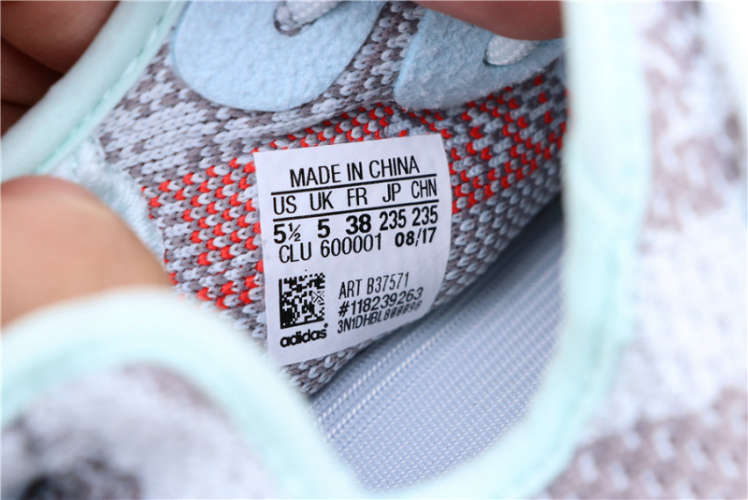 MADE IN CHINA
US UK FR JP CHN
5½ 5 38 235 235
CLU 600001 08/17
ART B37571
#118239263
adidas